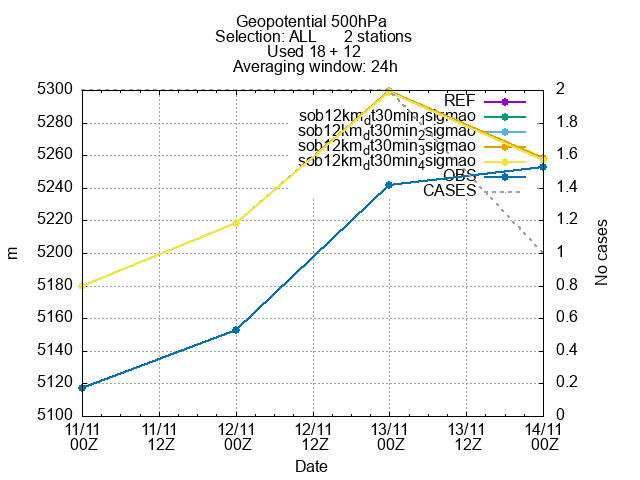 Geopotential 500hPa
Selection: ALL 2 stations
Used 18 + 12
Averaging window: 24h
5300
5280
5260
5240
5220
5200
5180
5160
5140
5120
5100
m
REF
sob12km_dt30min_1sigmao
sob12km_dt30min_2sigmao
sob12km_dt30min_3sigmao
sob12km_dt30min_4sigmao
OBS
CASES
2
1.8
1.6
1.4
1.2
1
0.8
0.6
0.4
0.2
0
No cases
11/11 11/11 12/11 12/11 13/11 13/11 14/11
00Z 12Z 00Z 12Z 00Z 12Z 00Z
Date